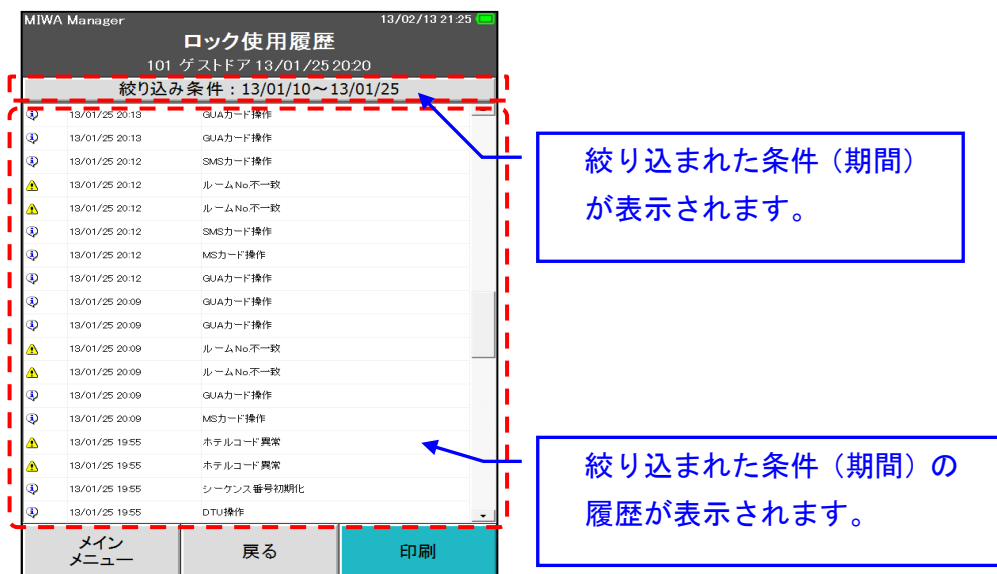 MIWA Manager 13/02/13 21:25
ロック使用履歴
101 ゲストドア 13/01/25 20:20
絞り込み条件：13/01/10～13/01/25
13/01/25 20:13 GUAカード操作
13/01/25 20:13 GUAカード操作
13/01/25 20:12 SMSカード操作
13/01/25 20:12 ルームNo.不一致
13/01/25 20:12 ルームNo.不一致
13/01/25 20:12 SMSカード操作
13/01/25 20:12 MSカード操作
13/01/25 20:12 GUAカード操作
13/01/25 20:09 GUAカード操作
13/01/25 20:09 GUAカード操作
13/01/25 20:09 ルームNo.不一致
13/01/25 20:09 ルームNo.不一致
13/01/25 20:09 GUAカード操作
13/01/25 20:09 MSカード操作
13/01/25 19:55 ホテルコード異常
13/01/25 19:55 ホテルコード異常
13/01/25 19:55 シーケンス番号初期化
13/01/25 19:55 DTU操作
メイン
メニュー
戻る
印刷
絞り込まれた条件（期間）
が表示されます。
絞り込まれた条件（期間）の
履歴が表示されます。